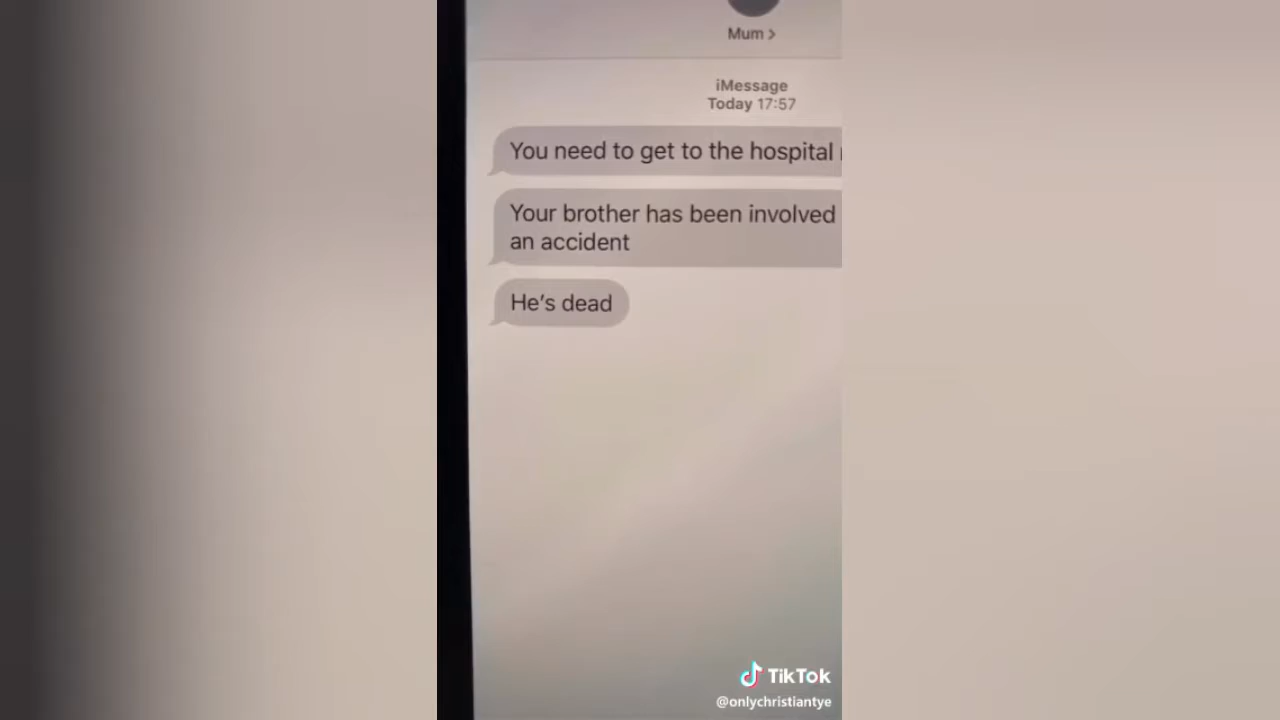 Mum >
iMessage
Today 17:57
You need to get to the hospital
Your brother has been involved
an accident
He's dead
TikTok
@onlychristiantye